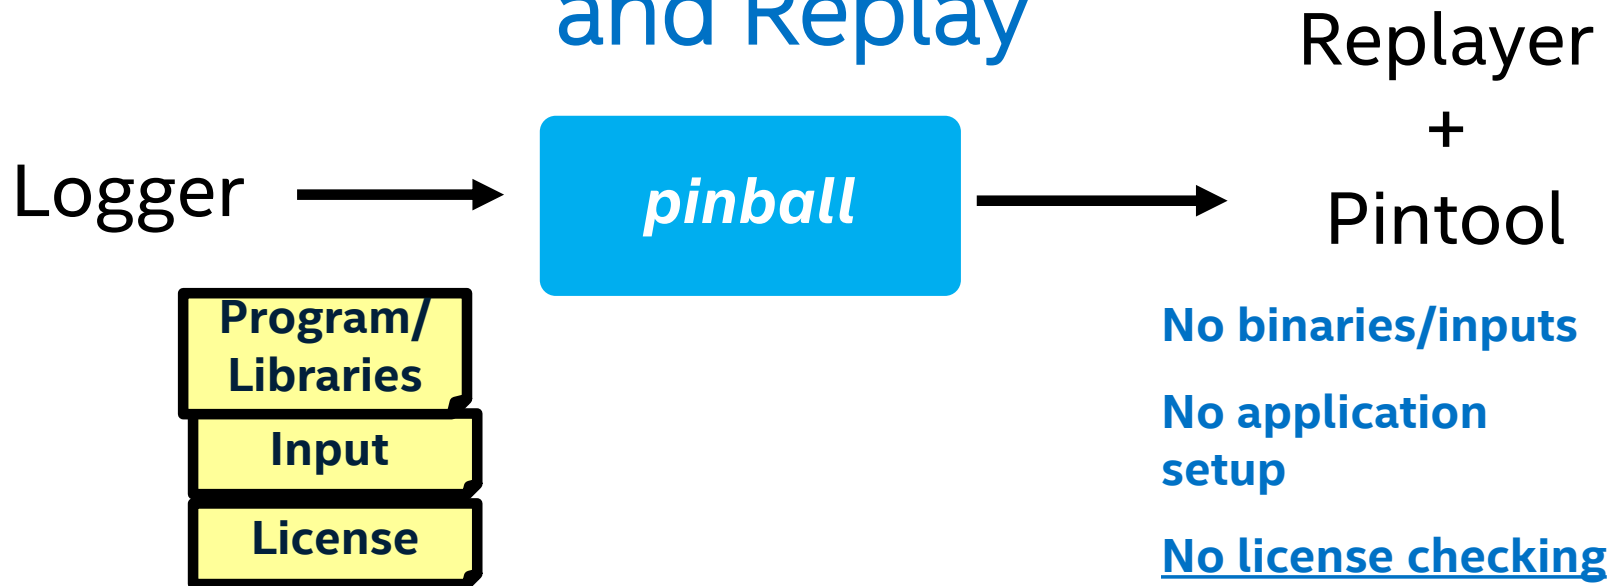 and Replay
Logger
pinball
Replayer
+
Pintool
Program/
Libraries
Input
License
No binaries/inputs
No application
setup
No license checking